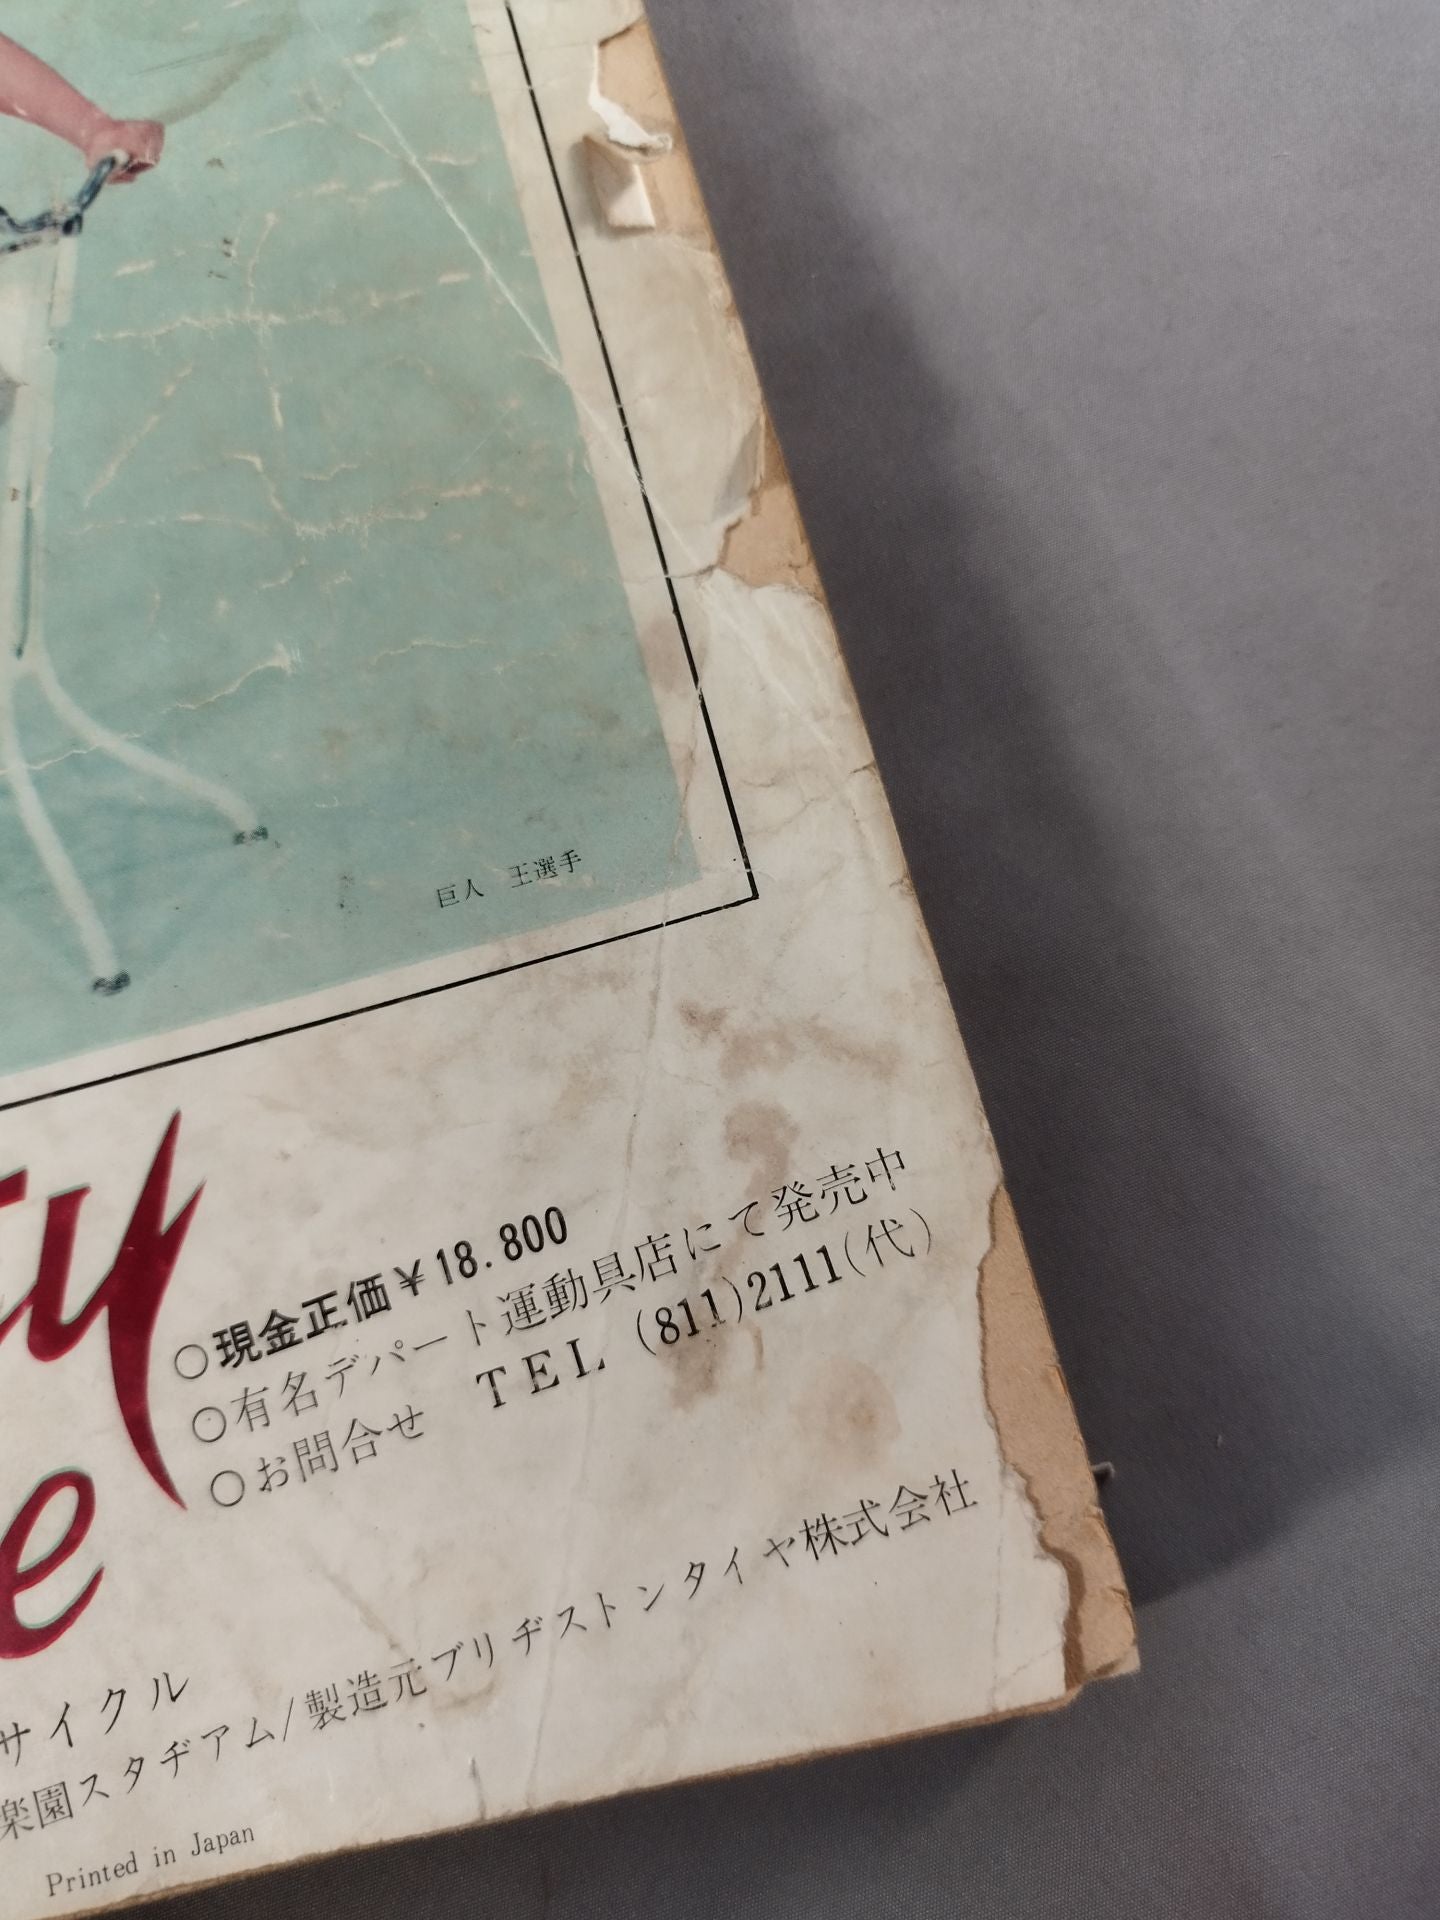 巨人 王選手
○現金正価￥18.800
○有名デパート運動具店にて発売中
○お問合せ TEL (811)2111(代)
サイクル
楽園スタヂアム/製造元ブリヂストンタイヤ株式会社
Printed in Japan